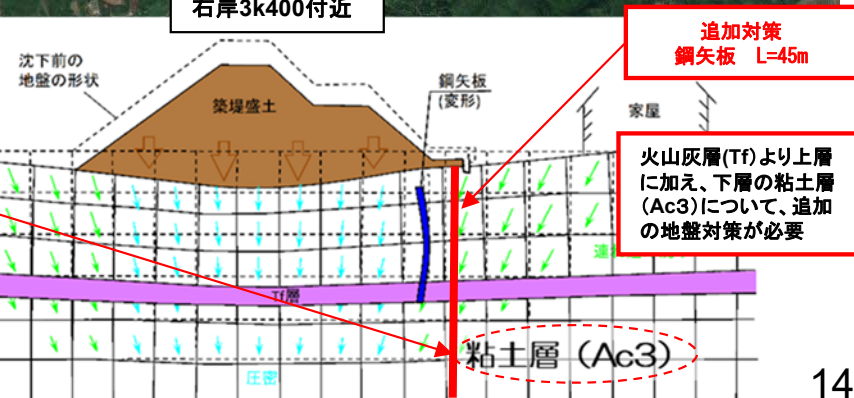 右岸3k400付近
追加対策
鋼矢板 L=45m
沈下前の
地盤の形状
鋼矢板
(変形)
築堤盛土
家屋
火山灰層(Tf)より上層
に加え、下層の粘土層
(Ac3)について、追加
の地盤対策が必要
Tf層
粘土層(Ac3)
圧密
14